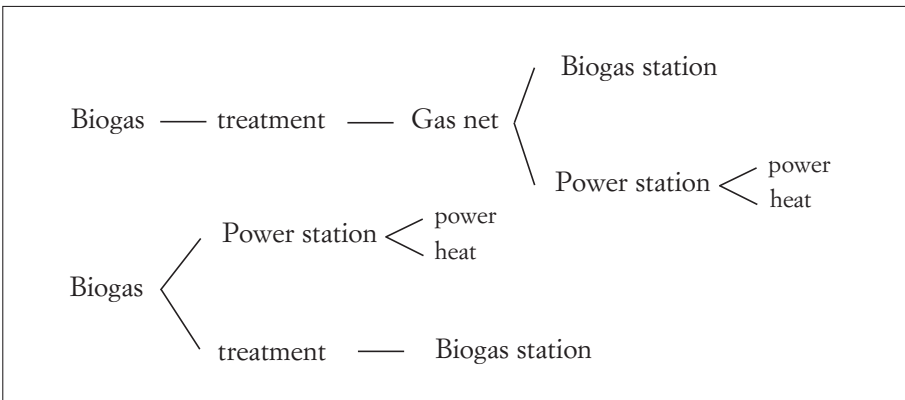 Biogas station
Biogas treatment Gas net
Power station power
heat
Power station power
heat
Biogas
treatment Biogas station